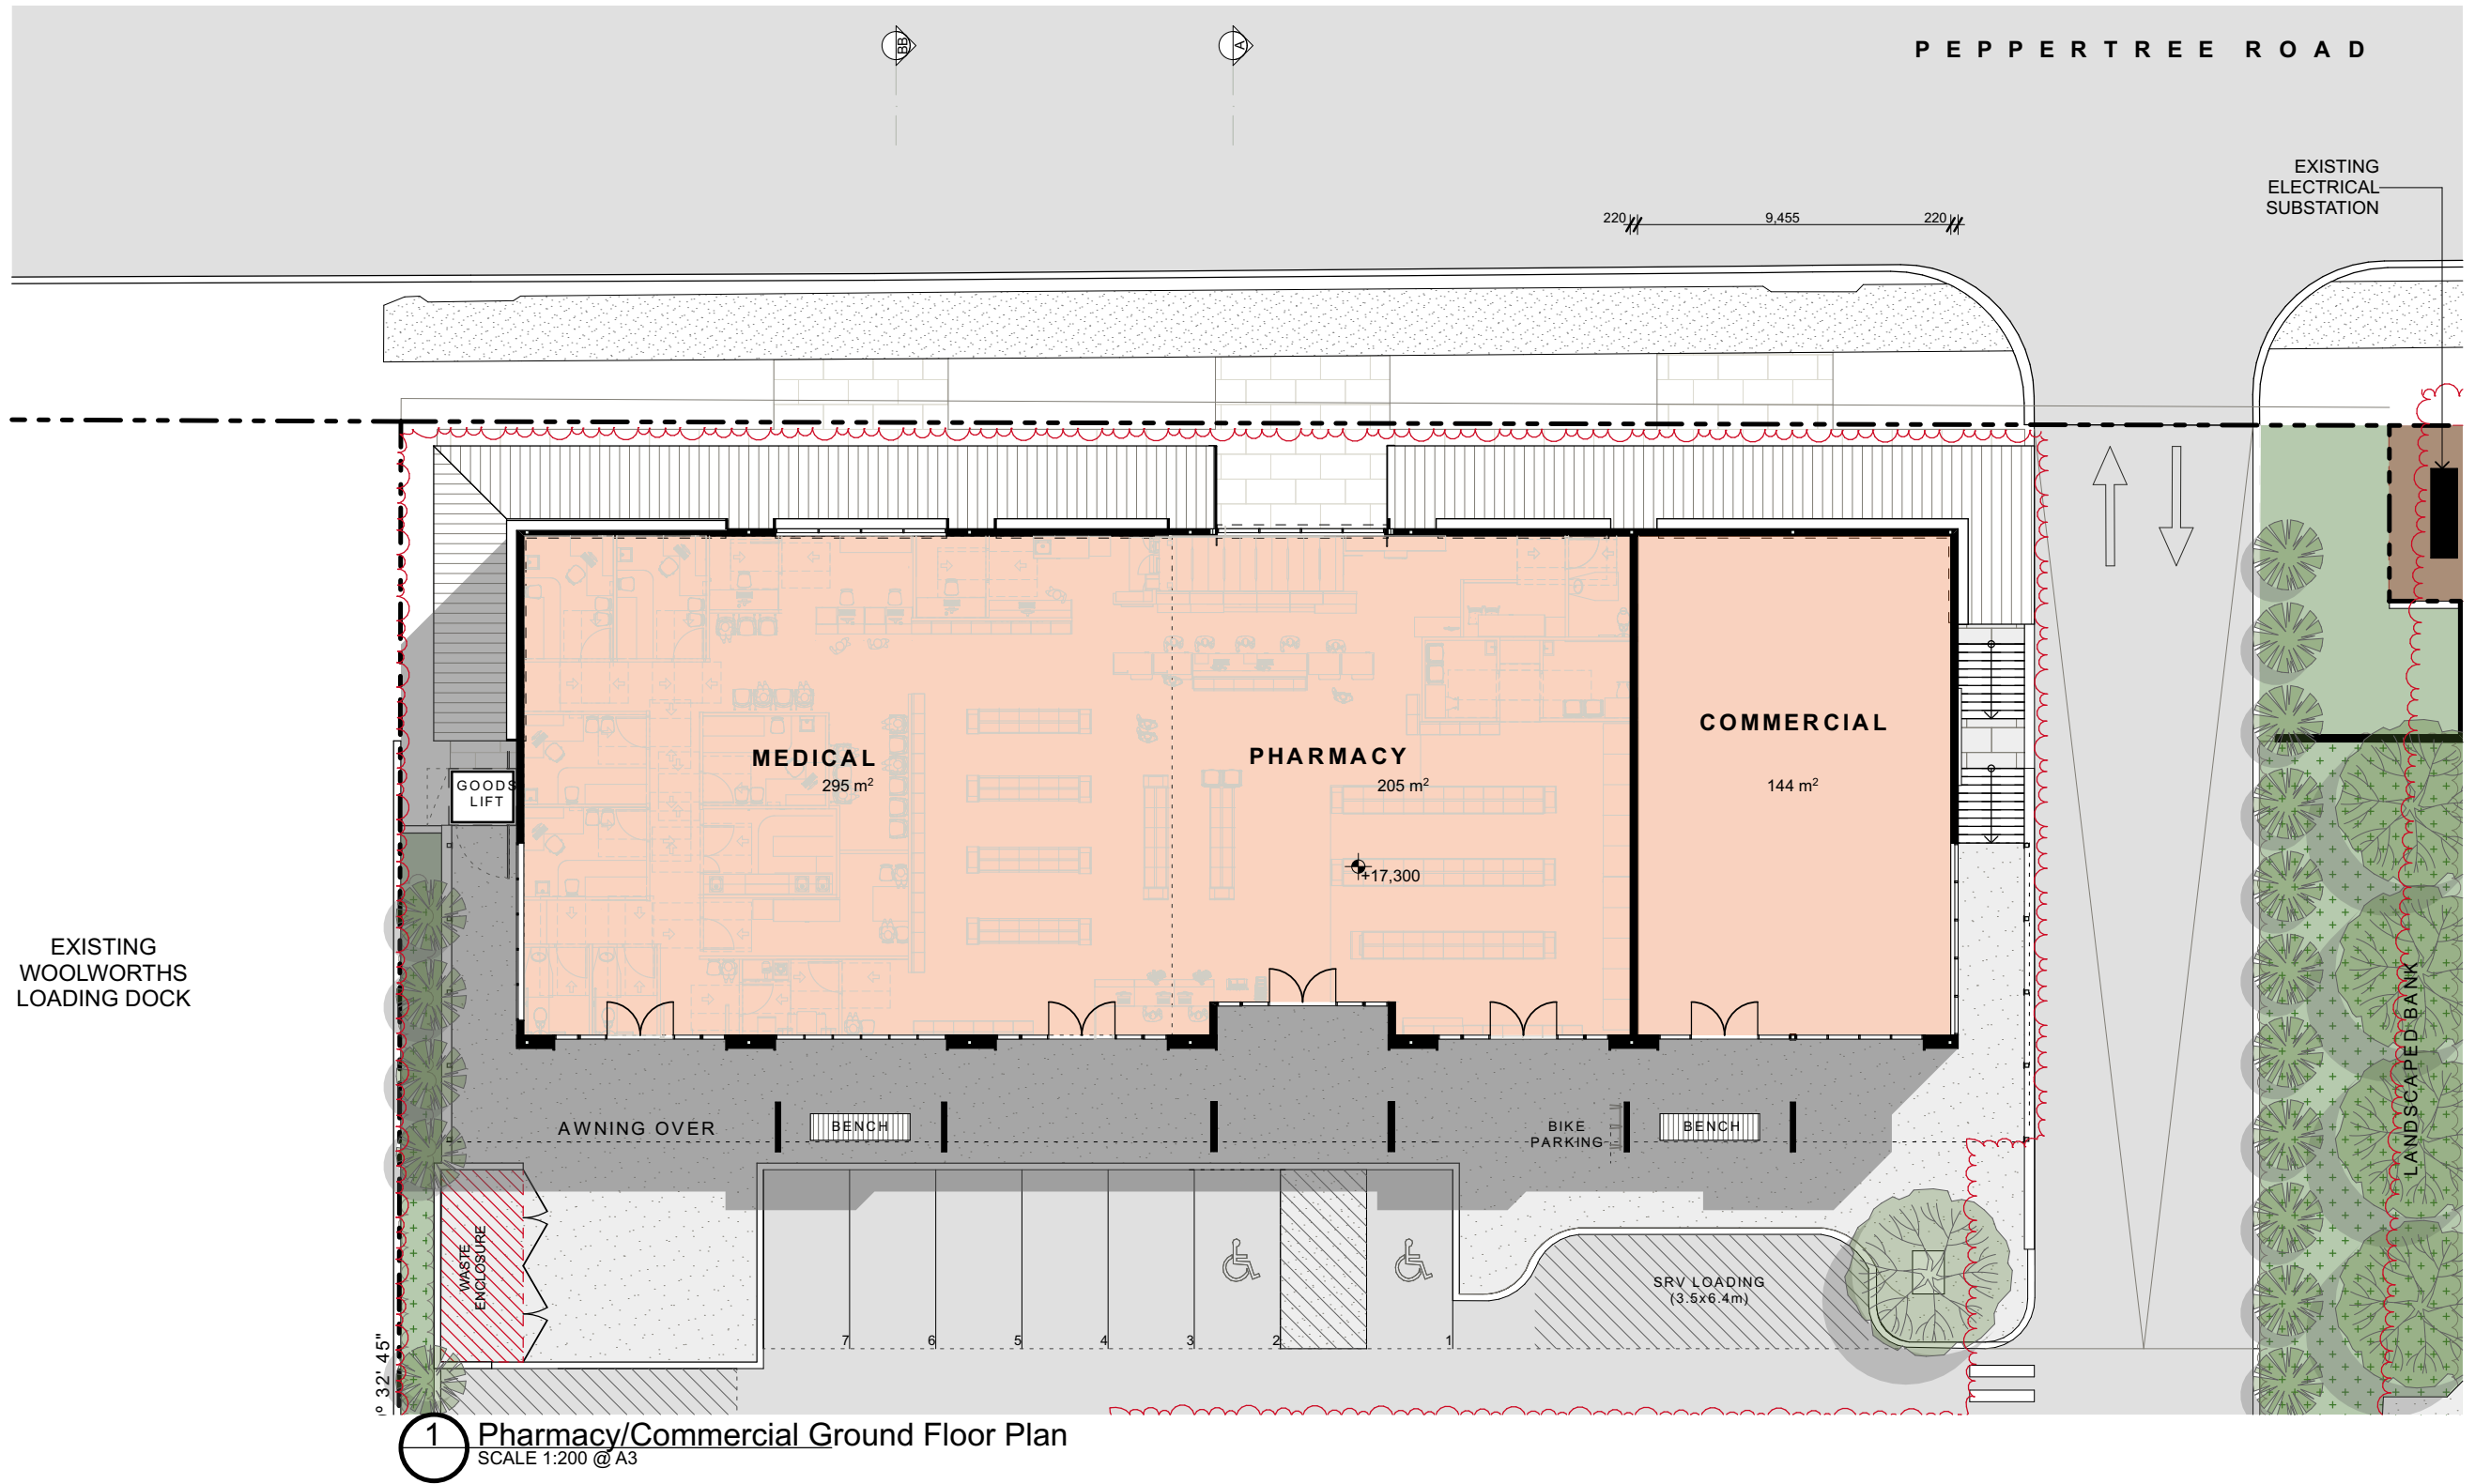 BB
A
PEPPERTREE ROAD
EXISTING
ELECTRICAL
SUBSTATION
220
9,455
220
COMMERCIAL
144 m²
MEDICAL
295 m²
PHARMACY
205 m²
+17,300
GOODS
LIFT
EXISTING
WOOLWORTHS
LOADING DOCK
LANDSCAPED BANK
AWNING OVER
BENCH
BIKE
PARKING
BENCH
WASTE
ENCLOSURE
SRV LOADING
(3.5x6.4m)
7
6
5
4
3
2
1
° 32' 45"
1
Pharmacy/Commercial Ground Floor Plan
SCALE 1:200 @ A3